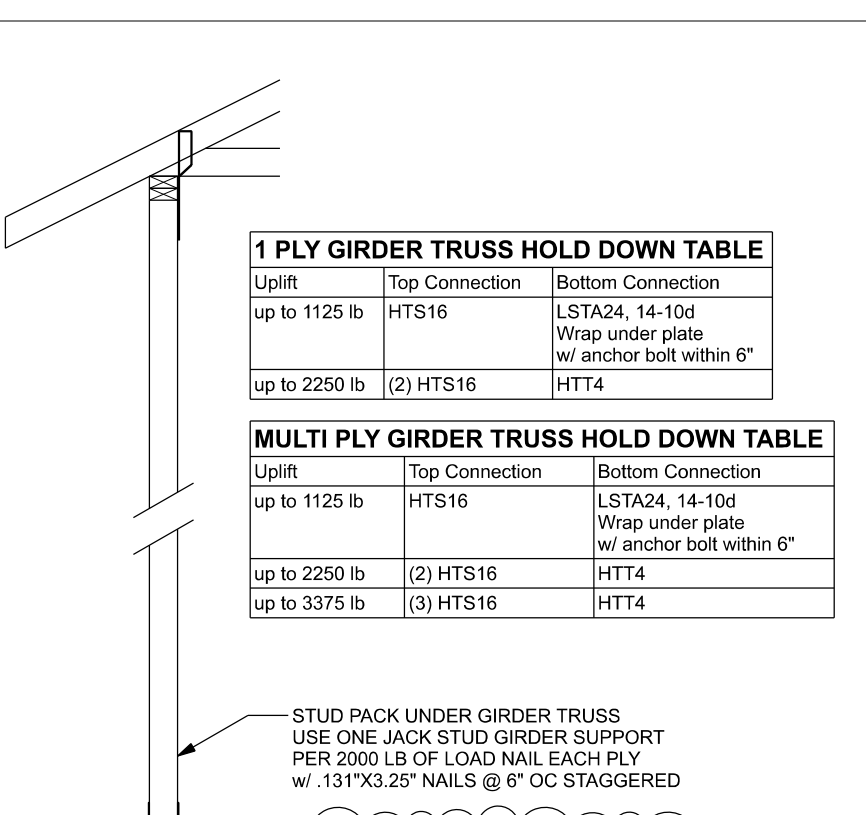 1 PLY GIRDER TRUSS HOLD DOWN TABLE
Uplift Top Connection Bottom Connection
up to 1125 lb HTS16 LSTA24, 14-10d
Wrap under plate
w/ anchor bolt within 6"
up to 2250 lb (2) HTS16 HTT4
MULTI PLY GIRDER TRUSS HOLD DOWN TABLE
Uplift Top Connection Bottom Connection
up to 1125 lb HTS16 LSTA24, 14-10d
Wrap under plate
w/ anchor bolt within 6"
up to 2250 lb (2) HTS16 HTT4
up to 3375 lb (3) HTS16 HTT4
STUD PACK UNDER GIRDER TRUSS
USE ONE JACK STUD GIRDER SUPPORT
PER 2000 LB OF LOAD NAIL EACH PLY
w/ .131"X3.25" NAILS @ 6" OC STAGGERED